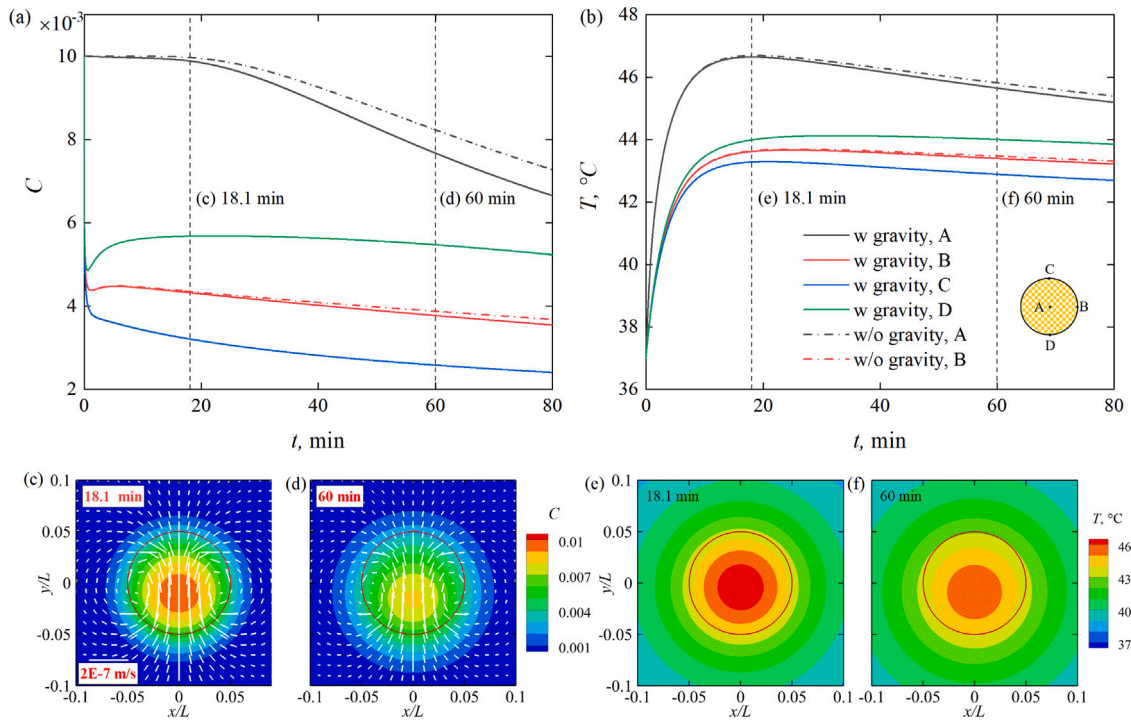 (a)
×10⁻³
10
8
6
4
2
C
0
20
40
60
80
t, min
(c) 18.1 min
(d) 60 min
(b)
48
46
44
42
40
38
36
T, °C
0
20
40
60
80
t, min
(e) 18.1 min
(f) 60 min
w gravity, A
w gravity, B
w gravity, C
w gravity, D
w/o gravity, A
w/o gravity, B
C
A
B
D
(c)
18.1 min
2E-7 m/s
0.1
0.05
0
-0.05
-0.1
y/L
-0.1
-0.05
0
0.05
x/L
(d)
60 min
-0.1
-0.05
0
0.05
0.1
x/L
C
0.01
0.007
0.004
0.001
(e)
18.1 min
0.1
0.05
0
-0.05
-0.1
y/L
-0.1
-0.05
0
0.05
x/L
(f)
60 min
-0.1
-0.05
0
0.05
0.1
x/L
T, °C
46
43
40
37